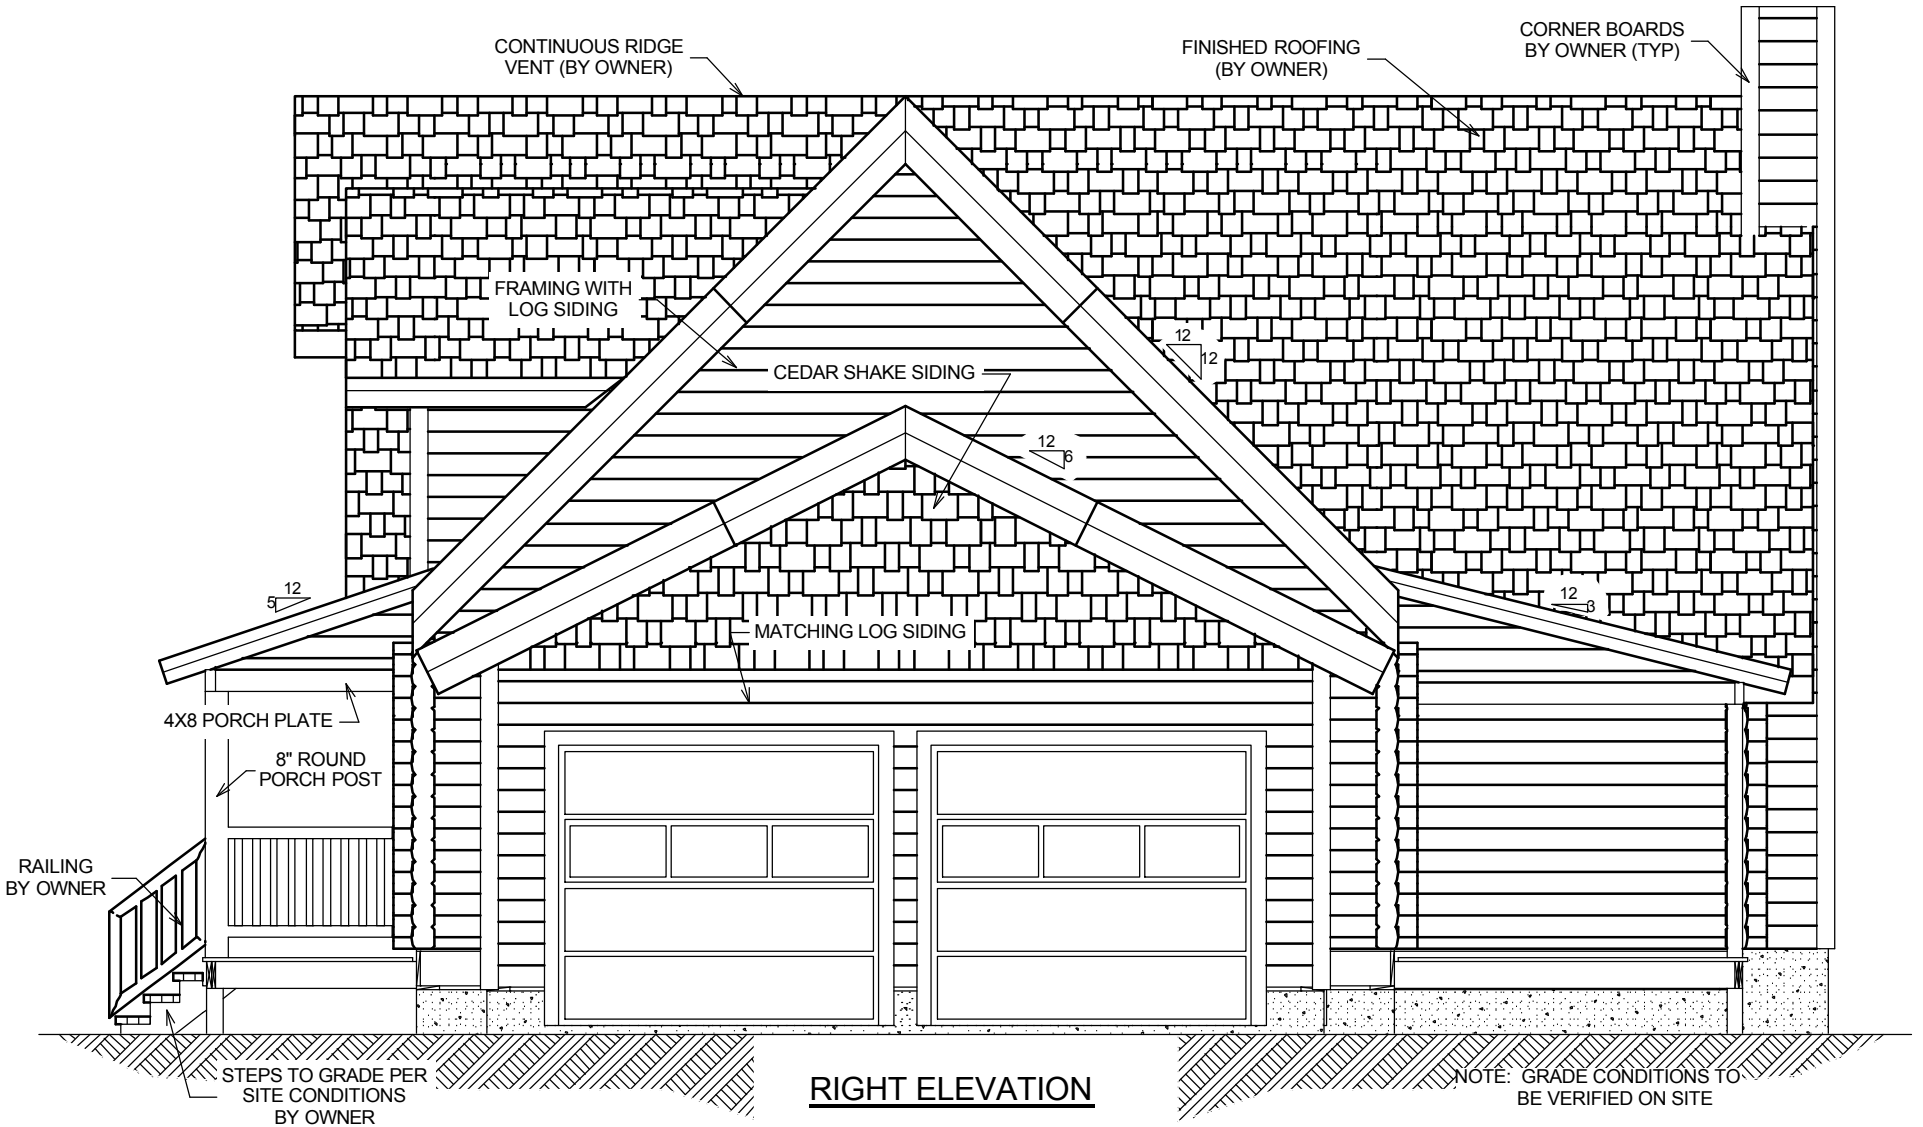 CONTINUOUS RIDGE
VENT (BY OWNER)
FINISHED ROOFING
(BY OWNER)
CORNER BOARDS
BY OWNER (TYP)
FRAMING WITH
LOG SIDING
12
12
CEDAR SHAKE SIDING
12
6
12
5
12
3
MATCHING LOG SIDING
4X8 PORCH PLATE
8" ROUND
PORCH POST
RAILING
BY OWNER
STEPS TO GRADE PER
SITE CONDITIONS
BY OWNER
RIGHT ELEVATION
NOTE: GRADE CONDITIONS TO
BE VERIFIED ON SITE